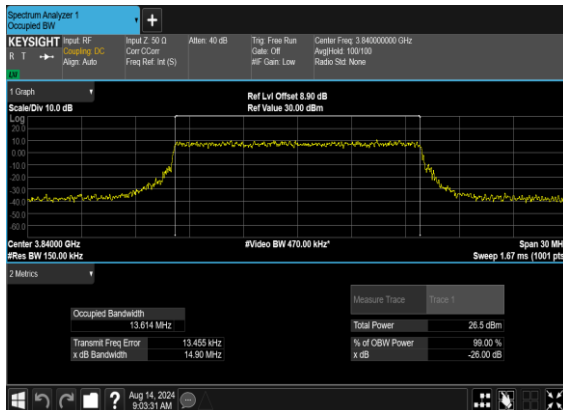 Spectrum Analyzer 1
Occupied BW
+
KEYSIGHT
R T
LXI
Input: RF
Coupling: DC
Align: Auto
Input Z: 50 Ω
Corr CCorr
Freq Ref: Int (S)
Atten: 40 dB
Trig: Free Run
Gate: Off
#IF Gain: Low
Center Freq: 3.840000000 GHz
Avg|Hold: 100/100
Radio Std: None
1 Graph
Scale/Div 10.0 dB
Ref Lvl Offset 8.90 dB
Ref Value 30.00 dBm
Log
20.0
10.0
0.00
-10.0
-20.0
-30.0
-40.0
-50.0
-60.0
Center 3.84000 GHz
#Res BW 150.00 kHz
#Video BW 470.00 kHz*
Span 30 MH
Sweep 1.67 ms (1001 pts
2 Metrics
Occupied Bandwidth
13.614 MHz
Transmit Freq Error 13.455 kHz
x dB Bandwidth 14.90 MHz
Measure Trace Trace 1
Total Power 26.5 dBm
% of OBW Power 99.00 %
x dB -26.00 dB
?
Aug 14, 2024
9:03:31 AM